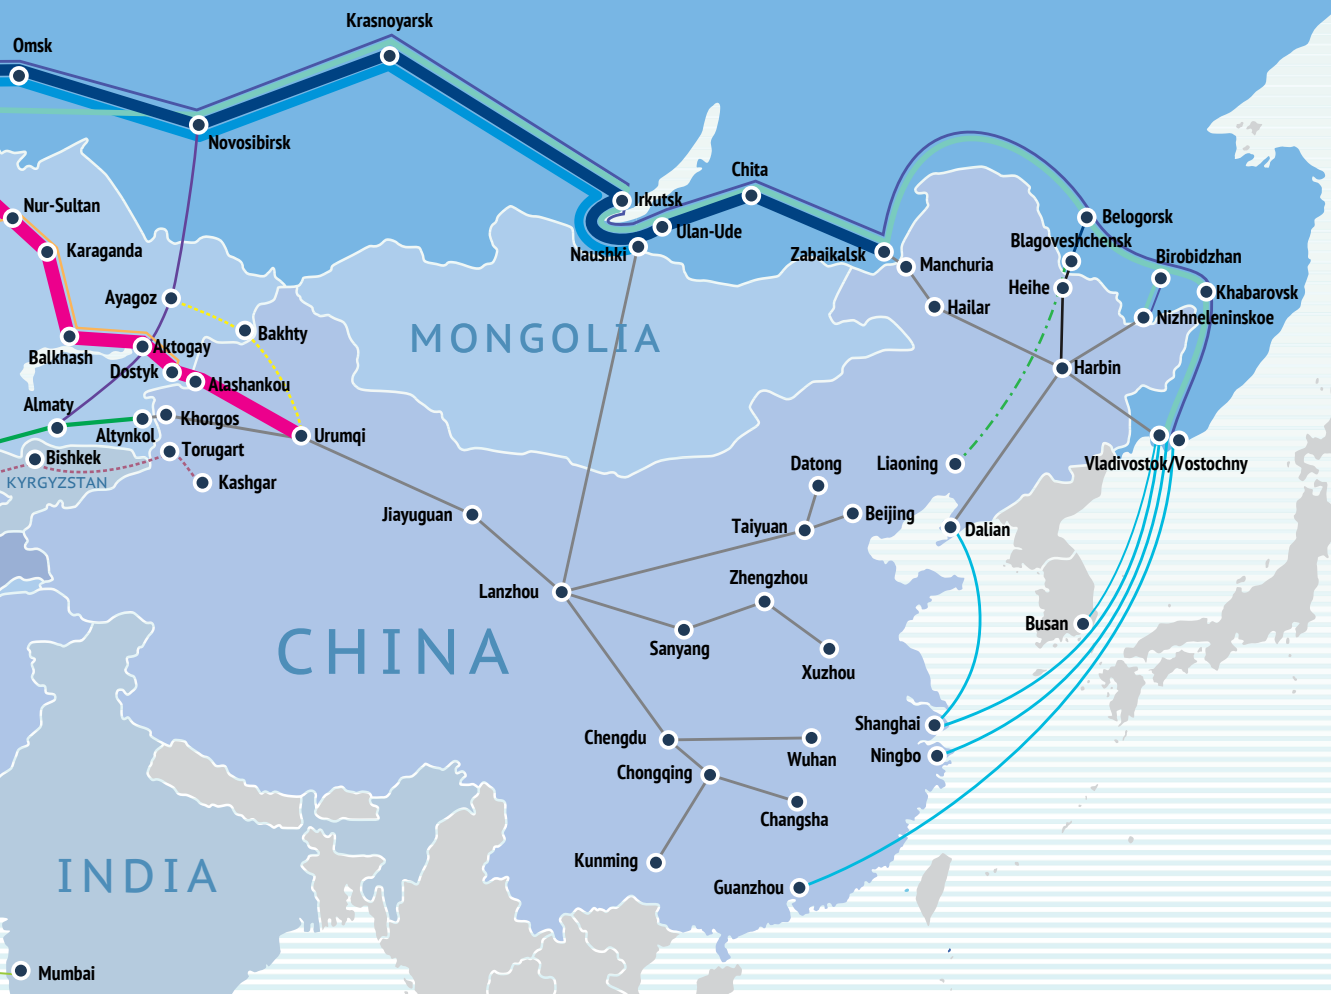 Krasnoyarsk
Omsk
Novosibirsk
Chita
Irkutsk
Nur-Sultan
Ulan-Ude
Belogorsk
Blagoveshchensk
Karaganda
Naushki
Zabaikalsk
Manchuria
Birobidzhan
Heihe
Khabarovsk
Ayagoz
Hailar
Nizhneleninskoe
Bakhty
MONGOLIA
Balkhash
Aktogay
Dostyk
Alashankou
Harbin
Almaty
Khorgos
Altynkol
Urumqi
Torugart
Bishkek
Datong
Liaoning
Vladivostok/Vostochny
KYRGYZSTAN
Kashgar
Jiayuguan
Taiyuan
Beijing
Dalian
Lanzhou
Zhengzhou
Busan
CHINA
Sanyang
Xuzhou
Shanghai
Chengdu
Wuhan
Ningbo
Chongqing
Changsha
Kunming
INDIA
Guanzhou
Mumbai